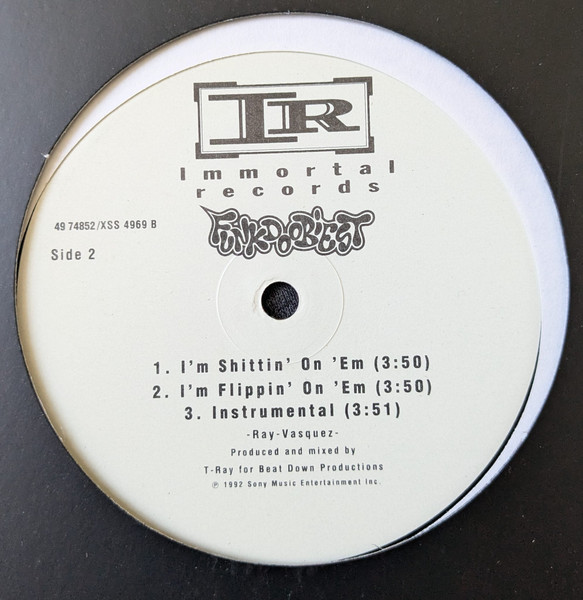 IR
Immortal
records
FUNKDOOBIEST
49 74852/XSS 4969 B
Side 2
1. I'm Shittin' On 'Em (3:50)
2. I'm Flippin' On 'Em (3:50)
3. Instrumental (3:51)
-Ray-Vasquez-
Produced and mixed by
T-Ray for Beat Down Productions
℗ 1992 Sony Music Entertainment Inc.